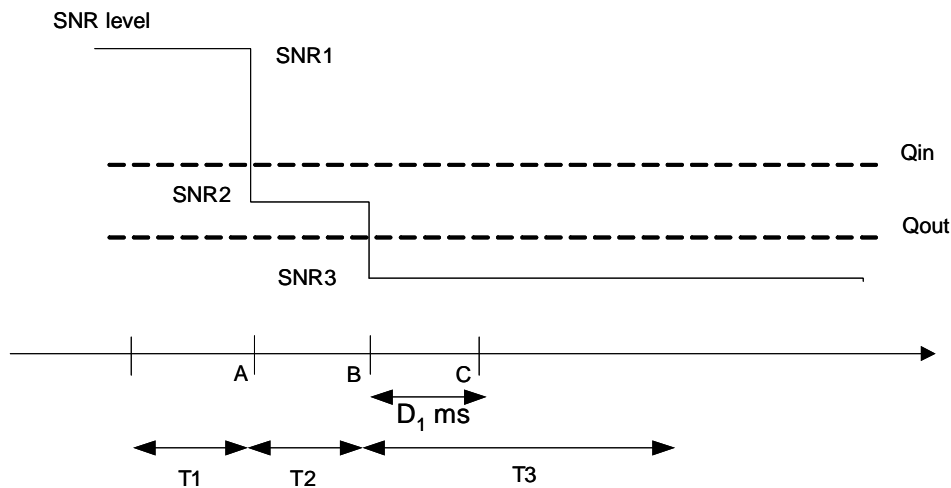 SNR level
SNR1
Qin
SNR2
Qout
SNR3
A B C
D₁ ms
T1 T2 T3